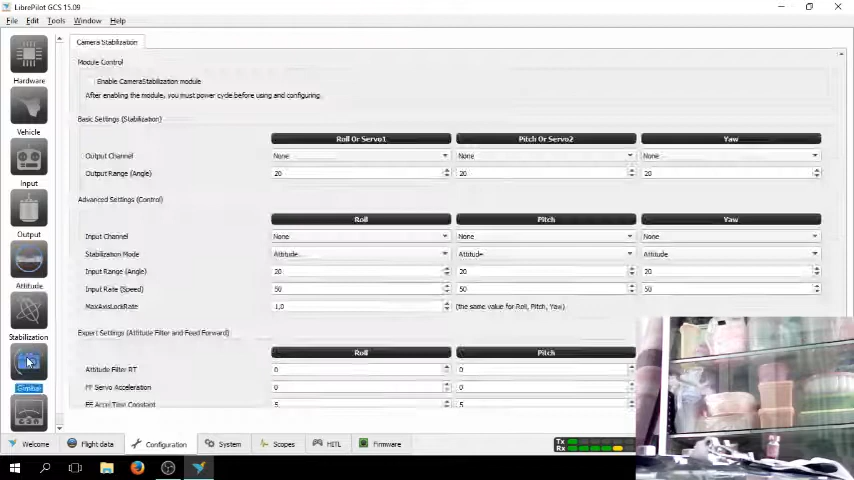 LibrePilot GCS 15.09
File Edit Tools Window Help
Hardware
Vehicle
Input
Output
Attitude
Stabilization
Gimbal
Camera Stabilization
Module Control
Enable CameraStabilization module
After enabling the module, you must power cycle before using and configuring.
Basic Settings (Stabilization)
Roll Or Servo1 Pitch Or Servo2 Yaw
Output Channel None None None
Output Range (Angle) 20 20 20
Advanced Settings (Control)
Roll Pitch Yaw
Input Channel None None None
Stabilization Mode Attitude Attitude Attitude
Input Range (Angle) 20 20 20
Input Rate (Speed) 50 50 50
MaxAxisLockRate 1,0 (the same value for Roll, Pitch, Yaw)
Expert Settings (Attitude Filter and Feed Forward)
Roll Pitch
Attitude Filter RT 0 0
FF Servo Acceleration 0 0
FF Accel Time Constant 5 5
Welcome Flight data Configuration System Scopes HITL Firmware
Tx
Rx